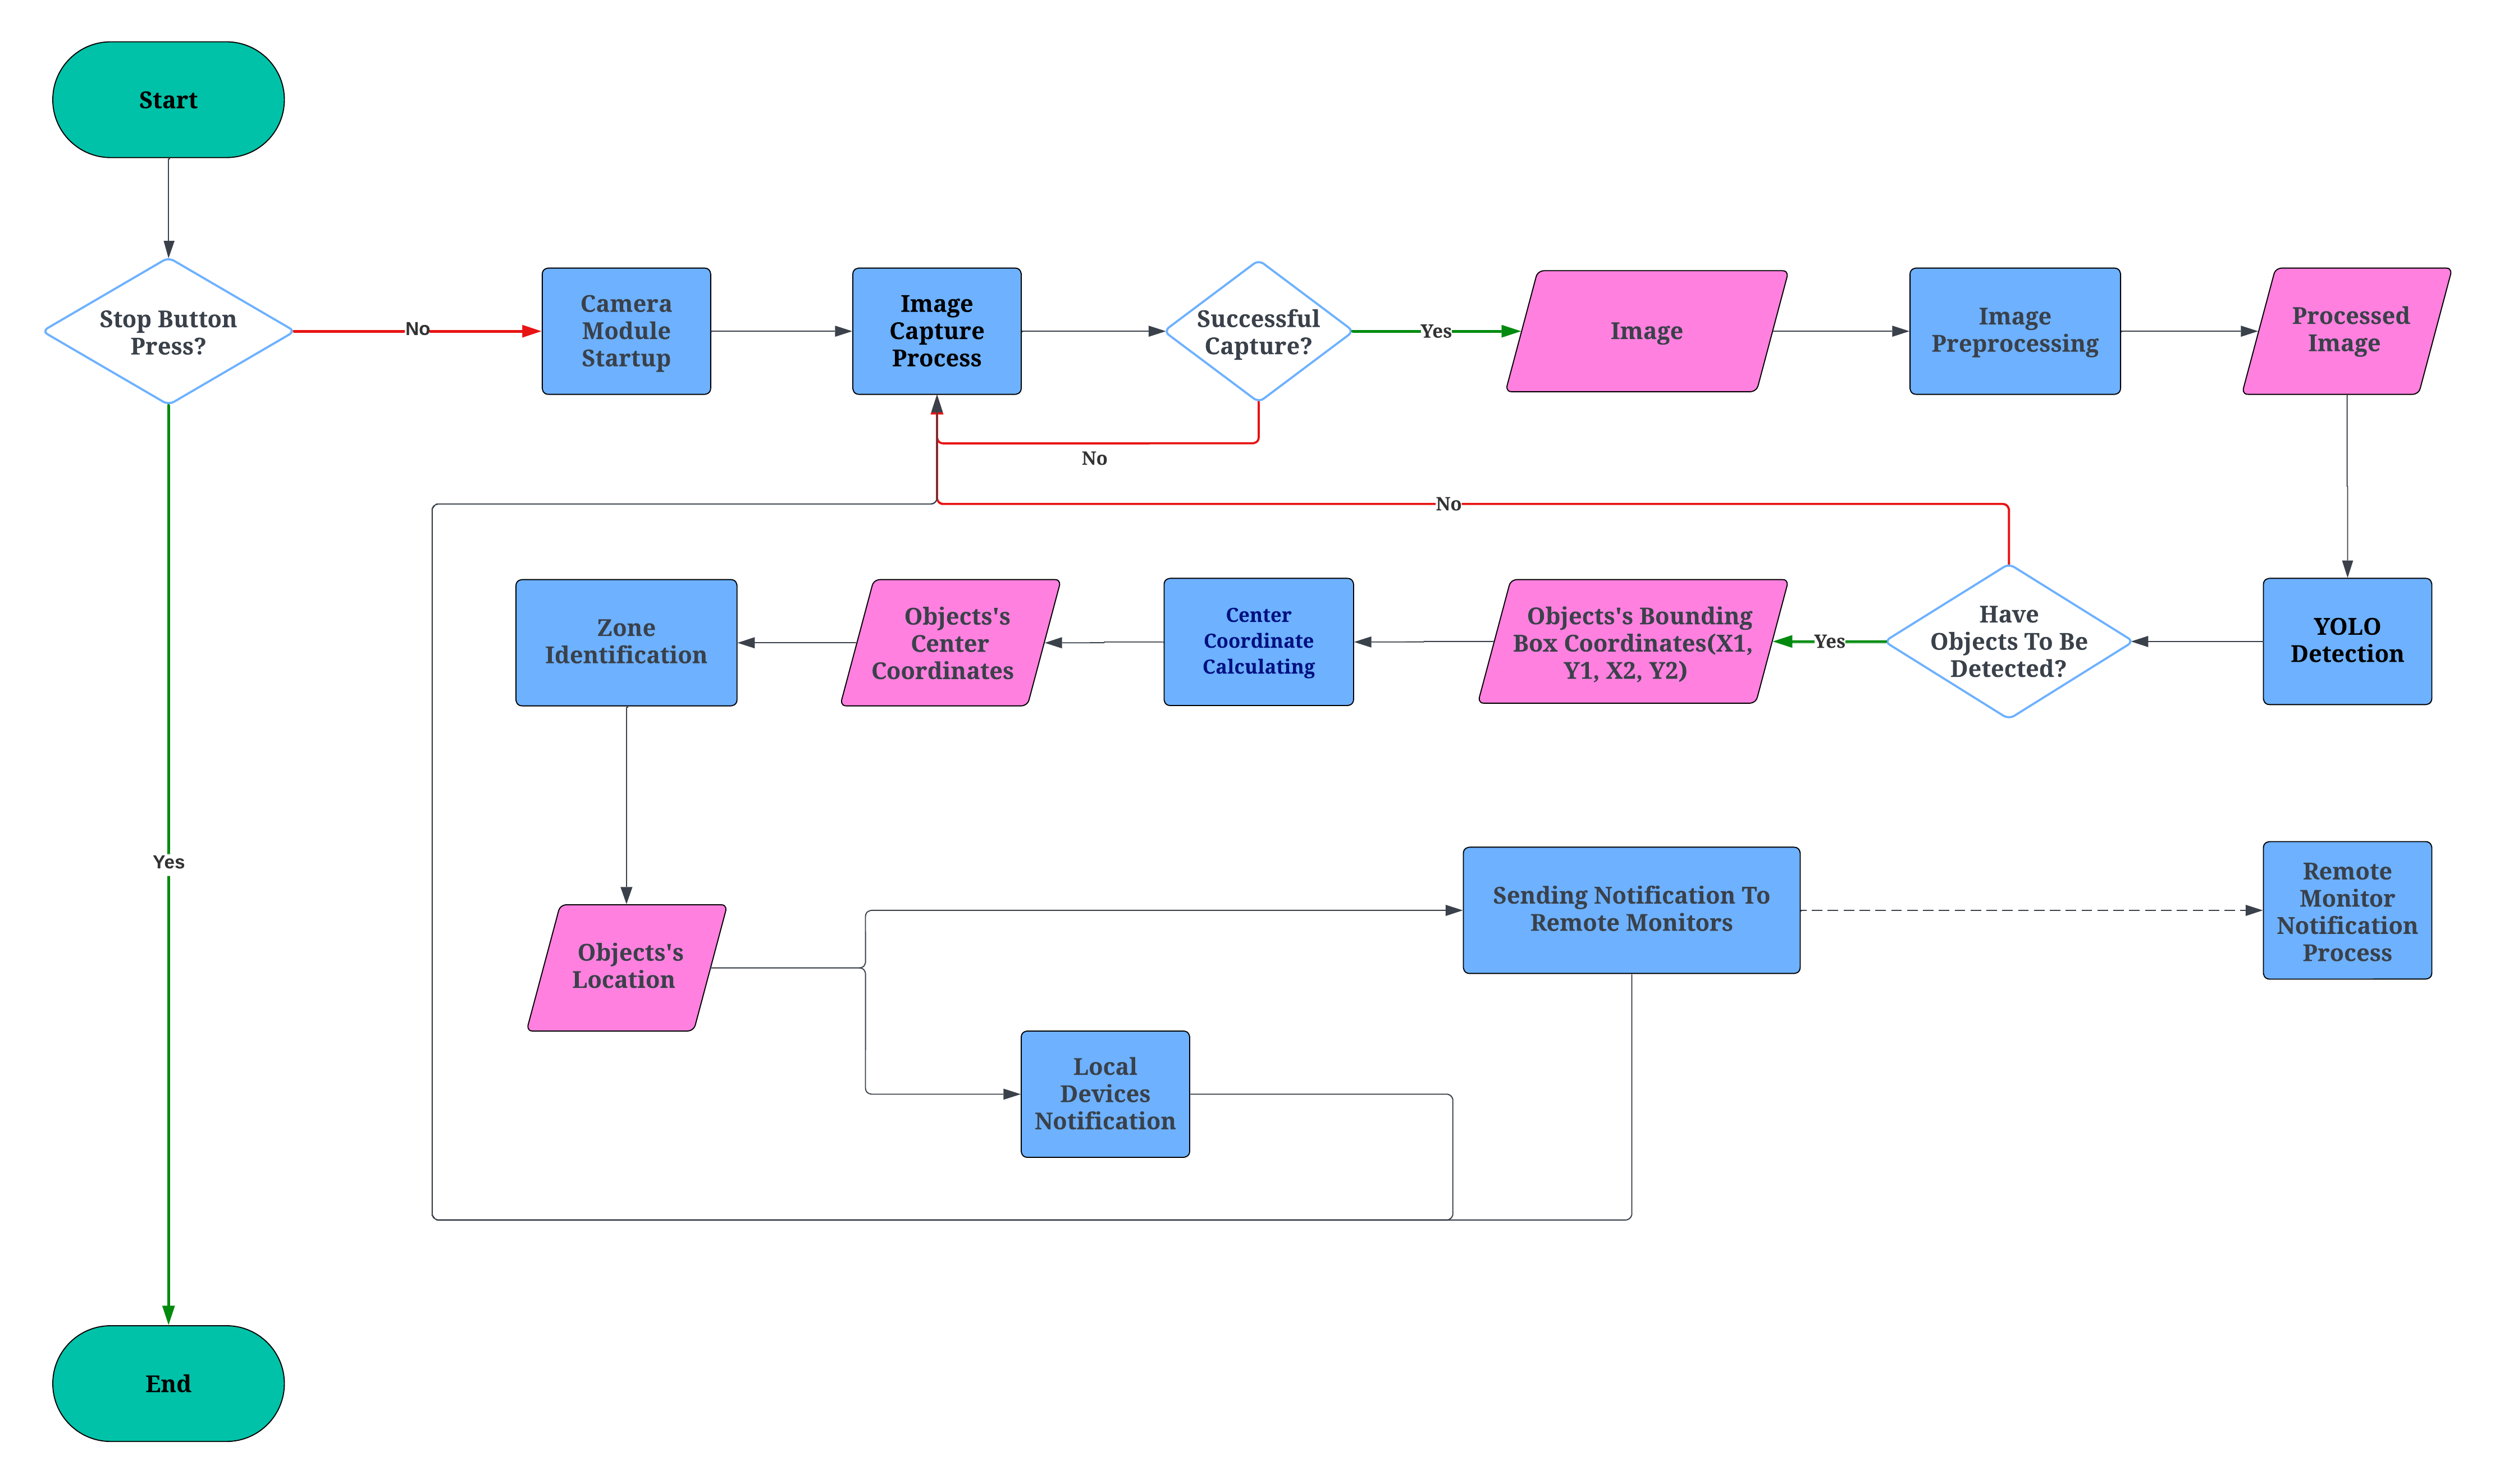 Start
Stop Button
Press?
No
Camera
Module
Startup
Image
Capture
Process
Successful
Capture?
Yes
Image
Image
Preprocessing
Processed
Image
No
No
Zone
Identification
Objects's
Center
Coordinates
Center
Coordinate
Calculating
Objects's Bounding
Box Coordinates(X1,
Y1, X2, Y2)
Yes
Have
Objects To Be
Detected?
YOLO
Detection
Yes
Objects's
Location
Sending Notification To
Remote Monitors
Remote
Monitor
Notification
Process
Local
Devices
Notification
End